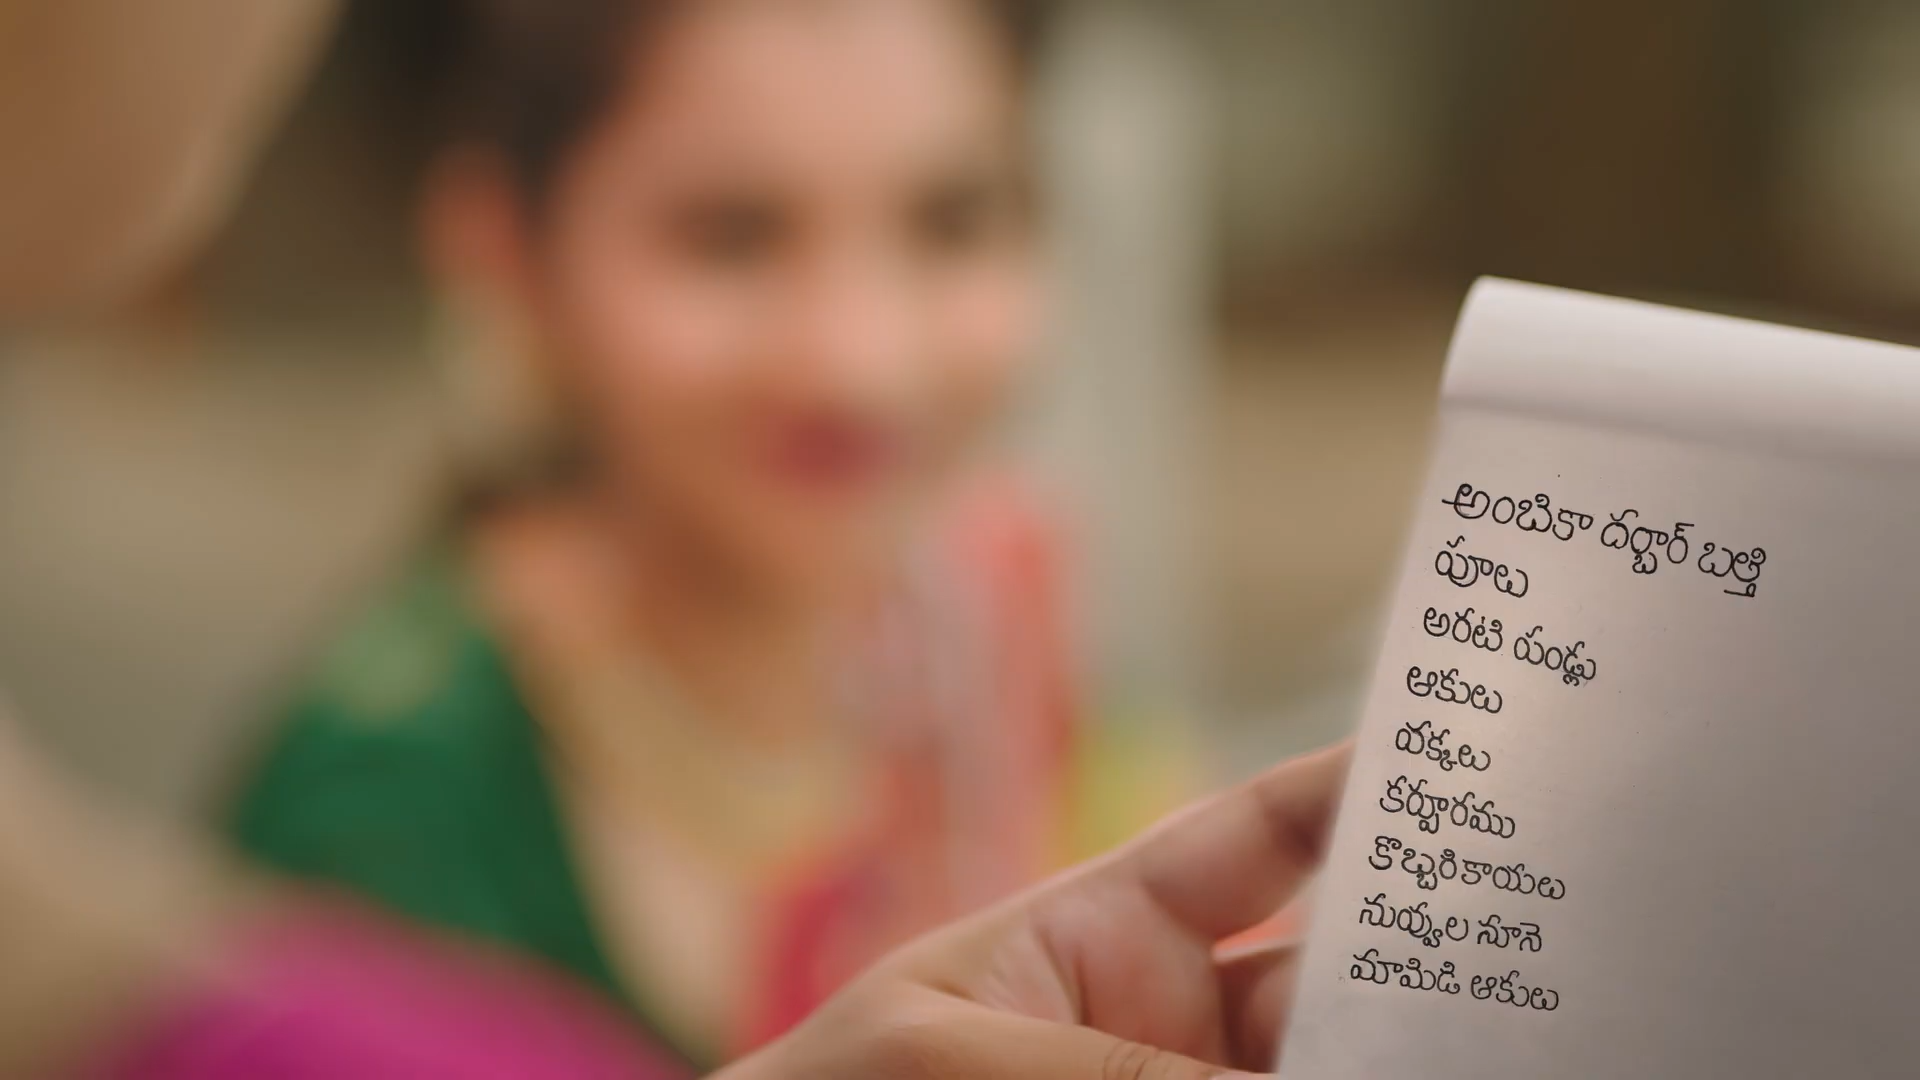 అంబికా దర్బార్ బత్తి
పూలు
అరటి పండ్లు
ఆకులు
వక్కలు
కర్పూరము
కొబ్బరికాయలు
నువ్వుల నూనె
మామిడి ఆకులు